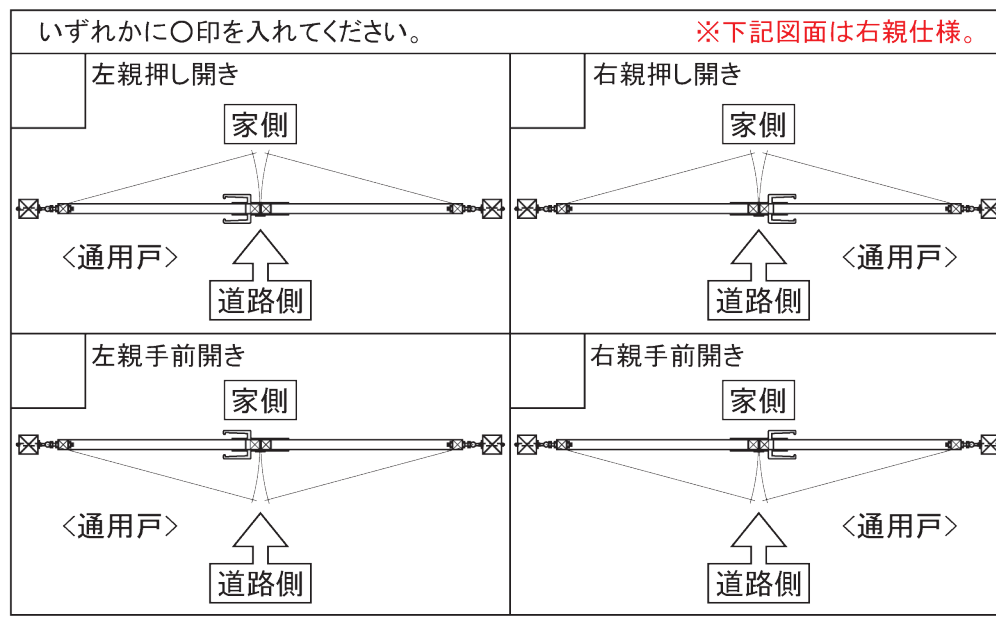 いずれかに〇印を入れてください。 ※下記図面は右親仕様。
左親押し開き
家側
<通用戸>
道路側
右親押し開き
家側
<通用戸>
道路側
左親手前開き
家側
<通用戸>
道路側
右親手前開き
家側
<通用戸>
道路側